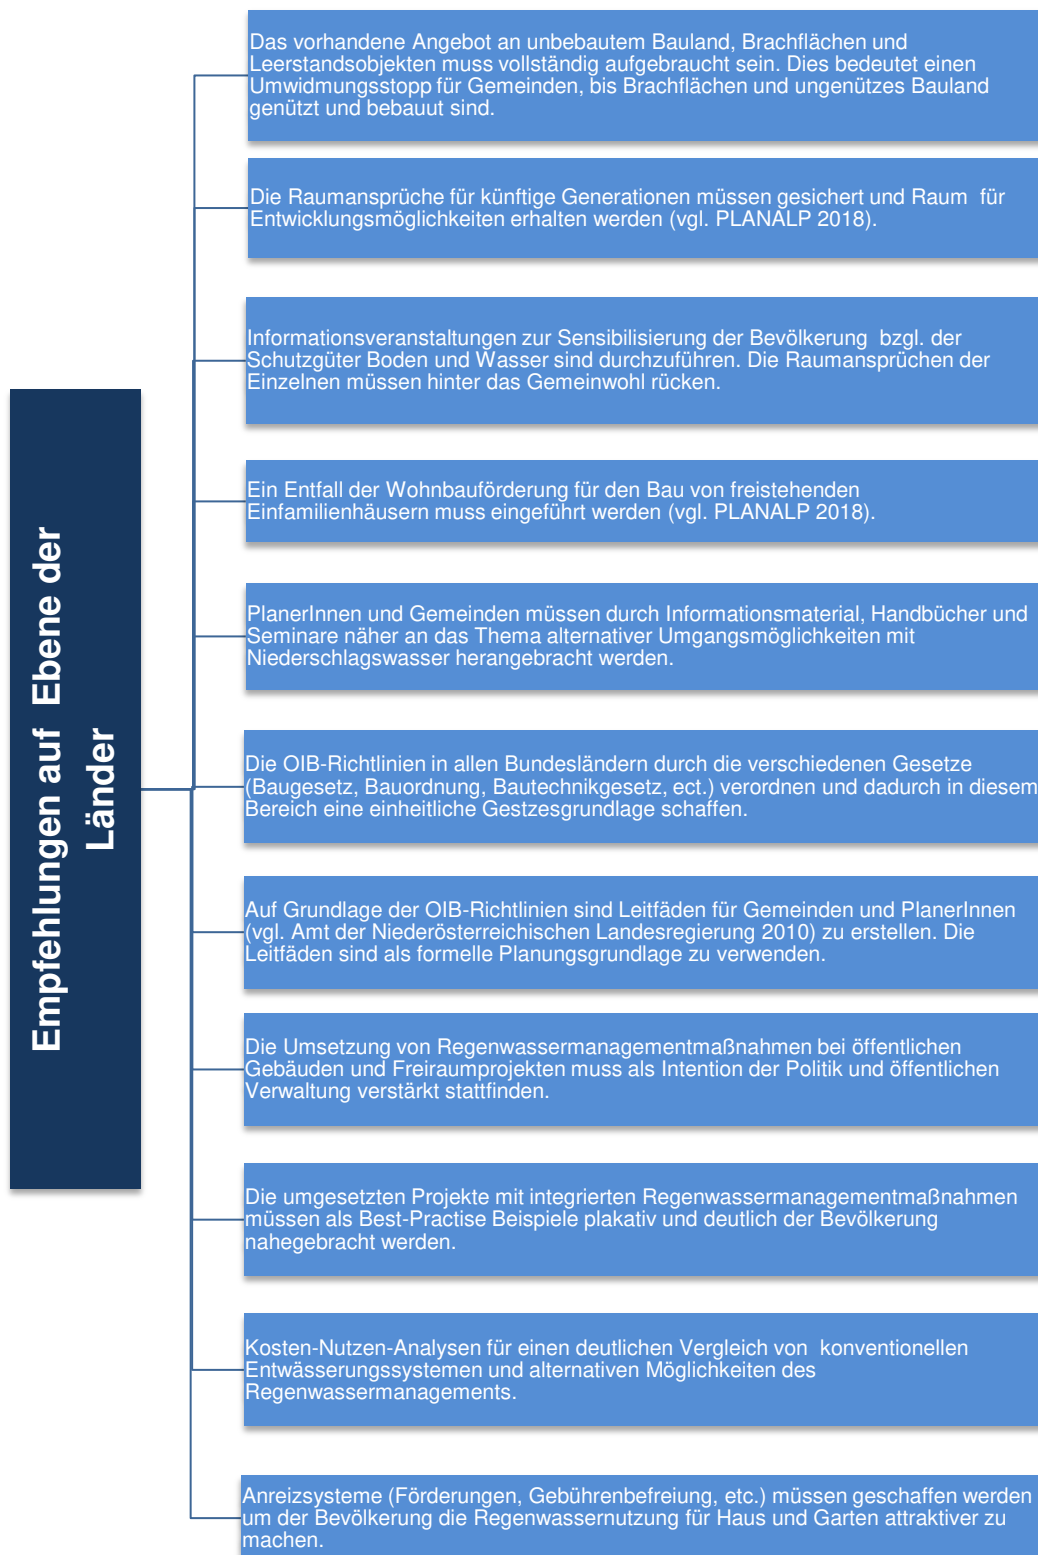 Empfehlungen auf Ebene der
Länder
Das vorhandene Angebot an unbebautem Bauland, Brachflächen und
Leerstandsobjekten muss vollständig aufgebraucht sein. Dies bedeutet einen
Umwidmungsstopp für Gemeinden, bis Brachflächen und ungenützes Bauland
genützt und bebauut sind.
Die Raumansprüche für künftige Generationen müssen gesichert und Raum für
Entwicklungsmöglichkeiten erhalten werden (vgl. PLANALP 2018).
Informationsveranstaltungen zur Sensibilisierung der Bevölkerung bzgl. der
Schutzgüter Boden und Wasser sind durchzuführen. Die Raumansprüchen der
Einzelnen müssen hinter das Gemeinwohl rücken.
Ein Entfall der Wohnbauförderung für den Bau von freistehenden
Einfamilienhäusern muss eingeführt werden (vgl. PLANALP 2018).
PlanerInnen und Gemeinden müssen durch Informationsmaterial, Handbücher und
Seminare näher an das Thema alternativer Umgangsmöglichkeiten mit
Niederschlagswasser herangebracht werden.
Die OIB-Richtlinien in allen Bundesländern durch die verschiedenen Gesetze
(Baugesetz, Bauordnung, Bautechnikgesetz, ect.) verordnen und dadurch in diesem
Bereich eine einheitliche Gestzesgrundlage schaffen.
Auf Grundlage der OIB-Richtlinien sind Leitfäden für Gemeinden und PlanerInnen
(vgl. Amt der Niederösterreichischen Landesregierung 2010) zu erstellen. Die
Leitfäden sind als formelle Planungsgrundlage zu verwenden.
Die Umsetzung von Regenwassermanagementmaßnahmen bei öffentlichen
Gebäuden und Freiraumprojekten muss als Intention der Politik und öffentlichen
Verwaltung verstärkt stattfinden.
Die umgesetzten Projekte mit integrierten Regenwassermanagementmaßnahmen
müssen als Best-Practise Beispiele plakativ und deutlich der Bevölkerung
nahegebracht werden.
Kosten-Nutzen-Analysen für einen deutlichen Vergleich von konventionellen
Entwässerungssystemen und alternativen Möglichkeiten des
Regenwassermanagements.
Anreizsysteme (Förderungen, Gebührenbefreiung, etc.) müssen geschaffen werden
um der Bevölkerung die Regenwassernutzung für Haus und Garten attraktiver zu
machen.